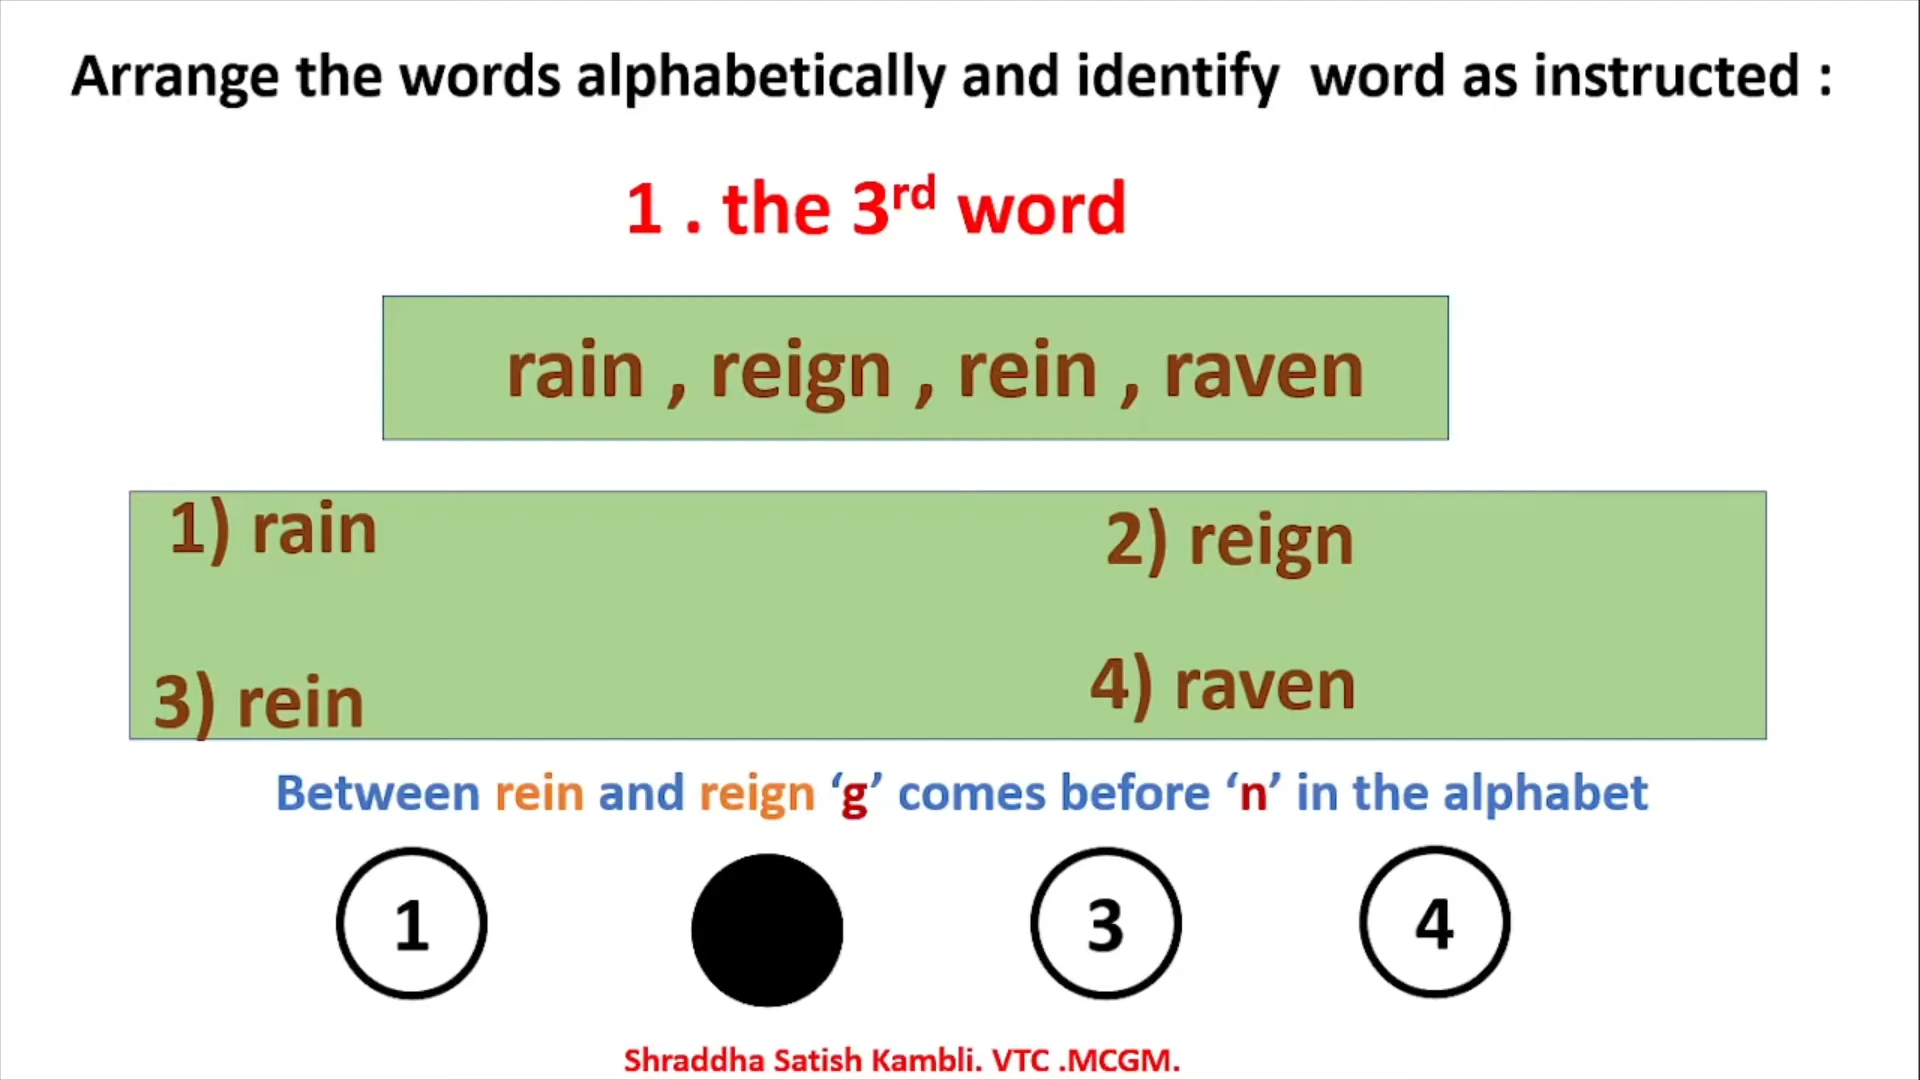 Arrange the words alphabetically and identify word as instructed :
1 . the 3rd word
rain , reign , rein , raven
1) rain
2) reign
3) rein
4) raven
Between rein and reign ‘g’ comes before ‘n’ in the alphabet
1 3 4
Shraddha Satish Kambli. VTC .MCGM.